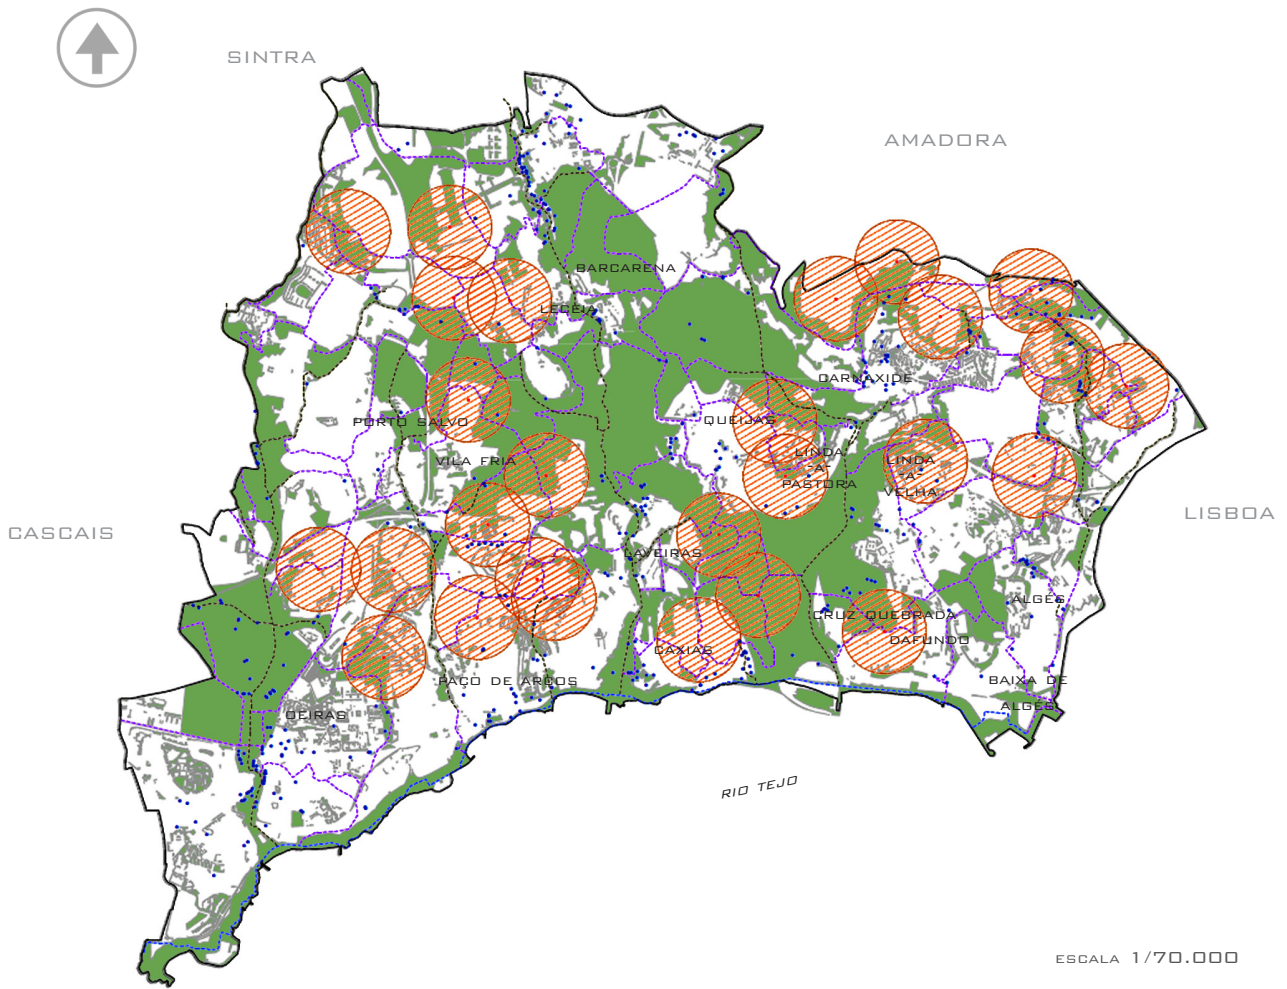 SINTRA
AMADORA
BARCARENA
LECEIA
CARNAXIDE
PORTO SALVO
QUEIJAS
VILA FRIA
LINDA
-A-
PASTORA
LINDA
-A-
VELHA
CASCAIS
LISBOA
LAVEIRAS
ALGÉS
CRUZ QUEBRADA
DAFUNDO
CAXIAS
PAÇO DE ARCOS
BAIXA DE
ALGÉS
OEIRAS
RIO TEJO
ESCALA 1/70.000